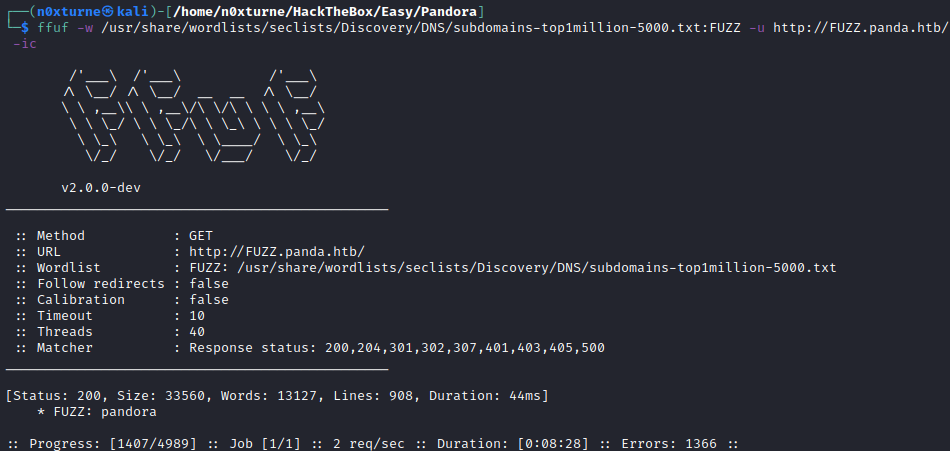 ┌──(n0xturne㉿kali)-[/home/n0xturne/HackTheBox/Easy/Pandora]
└─$ ffuf -w /usr/share/wordlists/seclists/Discovery/DNS/subdomains-top1million-5000.txt:FUZZ -u http://FUZZ.panda.htb/
-ic
v2.0.0-dev
:: Method : GET
:: URL : http://FUZZ.panda.htb/
:: Wordlist : FUZZ: /usr/share/wordlists/seclists/Discovery/DNS/subdomains-top1million-5000.txt
:: Follow redirects : false
:: Calibration : false
:: Timeout : 10
:: Threads : 40
:: Matcher : Response status: 200,204,301,302,307,401,403,405,500
[Status: 200, Size: 33560, Words: 13127, Lines: 908, Duration: 44ms]
* FUZZ: pandora
:: Progress: [1407/4989] :: Job [1/1] :: 2 req/sec :: Duration: [0:08:28] :: Errors: 1366 ::